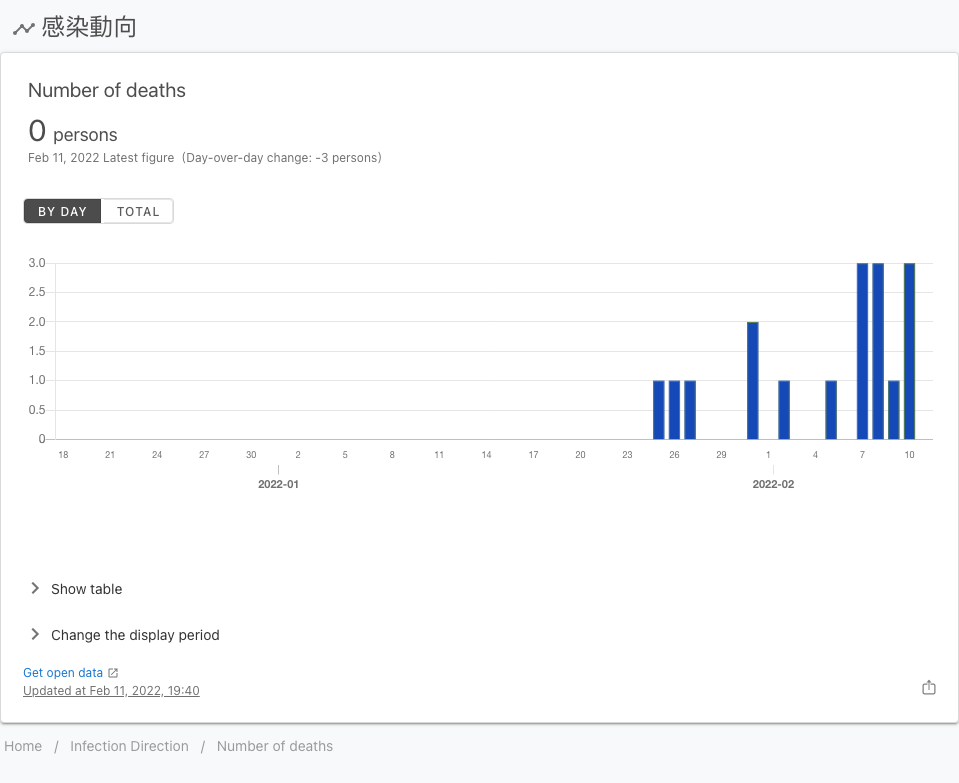 感染動向
Number of deaths
0 persons
Feb 11, 2022 Latest figure (Day-over-day change: -3 persons)
BY DAY TOTAL
3.0
2.5
2.0
1.5
1.0
0.5
0
18 21 24 27 30 2 5 8 11 14 17 20 23 26 29 1 4 7 10
2022-01 2022-02
Show table
Change the display period
Get open data
Updated at Feb 11, 2022, 19:40
Home / Infection Direction / Number of deaths